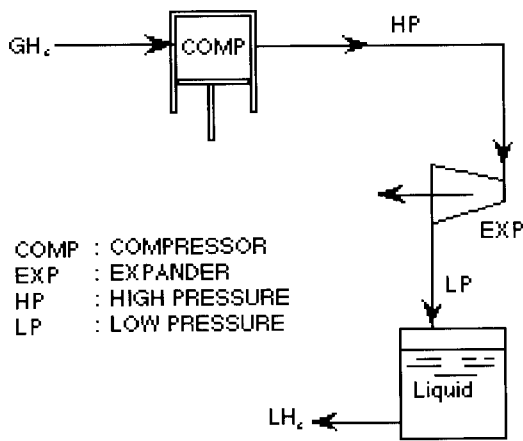 GHe
COMP
HP
EXP
COMP : COMPRESSOR
EXP : EXPANDER
HP : HIGH PRESSURE
LP : LOW PRESSURE
LP
Liquid
LHe